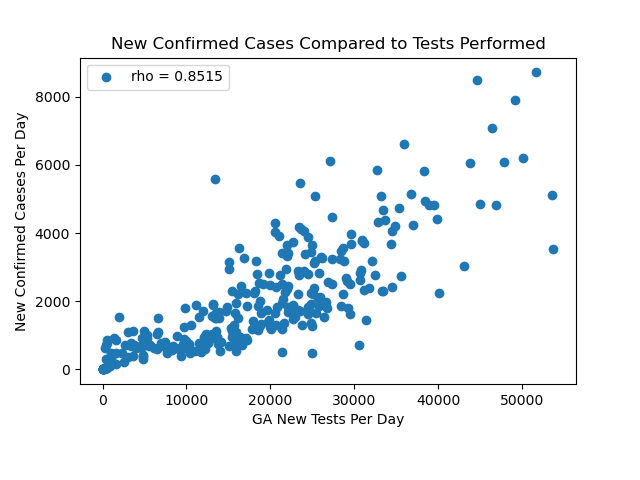 New Confirmed Cases Compared to Tests Performed
rho = 0.8515
New Confirmed Caeses Per Day
8000
6000
4000
2000
0
0 10000 20000 30000 40000 50000
GA New Tests Per Day